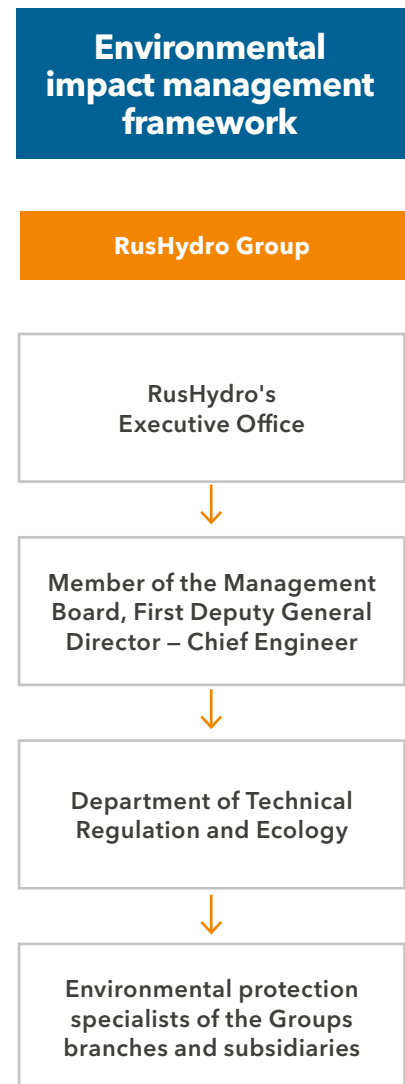 Environmental
impact management
framework
RusHydro Group
RusHydro's
Executive Office
Member of the Management
Board, First Deputy General
Director – Chief Engineer
Department of Technical
Regulation and Ecology
Environmental protection
specialists of the Groups
branches and subsidiaries